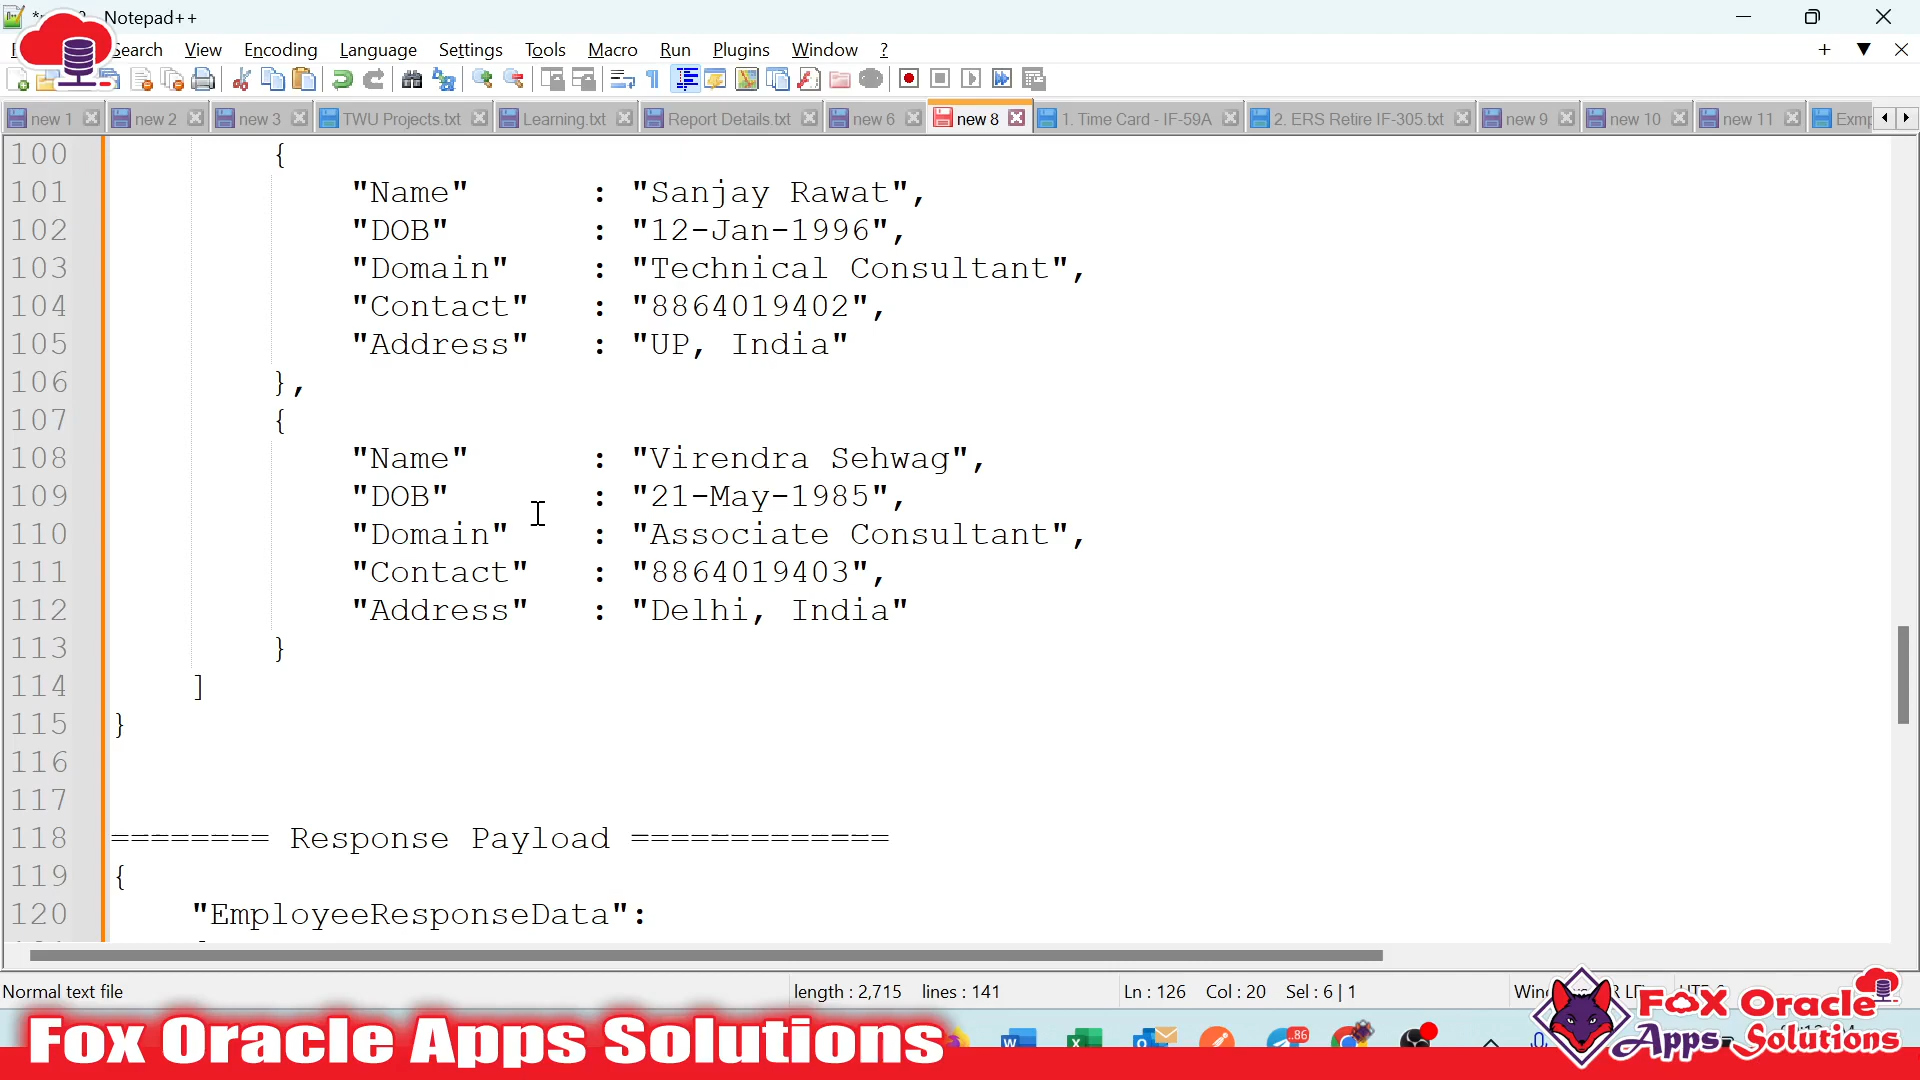 Notepad++
Search View Encoding Language Settings Tools Macro Run Plugins Window ?
new 1 new 2 new 3 TWU Projects.txt Learning.txt Report Details.txt new 6 new 8 1. Time Card - IF-59A 2. ERS Retire IF-305.txt new 9 new 10 new 11
100 {
101 "Name" : "Sanjay Rawat",
102 "DOB" : "12-Jan-1996",
103 "Domain" : "Technical Consultant",
104 "Contact" : "8864019402",
105 "Address" : "UP, India"
106 },
107 {
108 "Name" : "Virendra Sehwag",
109 "DOB" : "21-May-1985",
110 "Domain" : "Associate Consultant",
111 "Contact" : "8864019403",
112 "Address" : "Delhi, India"
113 }
114 ]
115 }
116
117
118 ======== Response Payload =============
119 {
120 "EmployeeResponseData":
Normal text file length : 2,715 lines : 141 Ln : 126 Col : 20 Sel : 6 | 1
Fox Oracle Apps Solutions
86
FOX Oracle
Apps Solutions